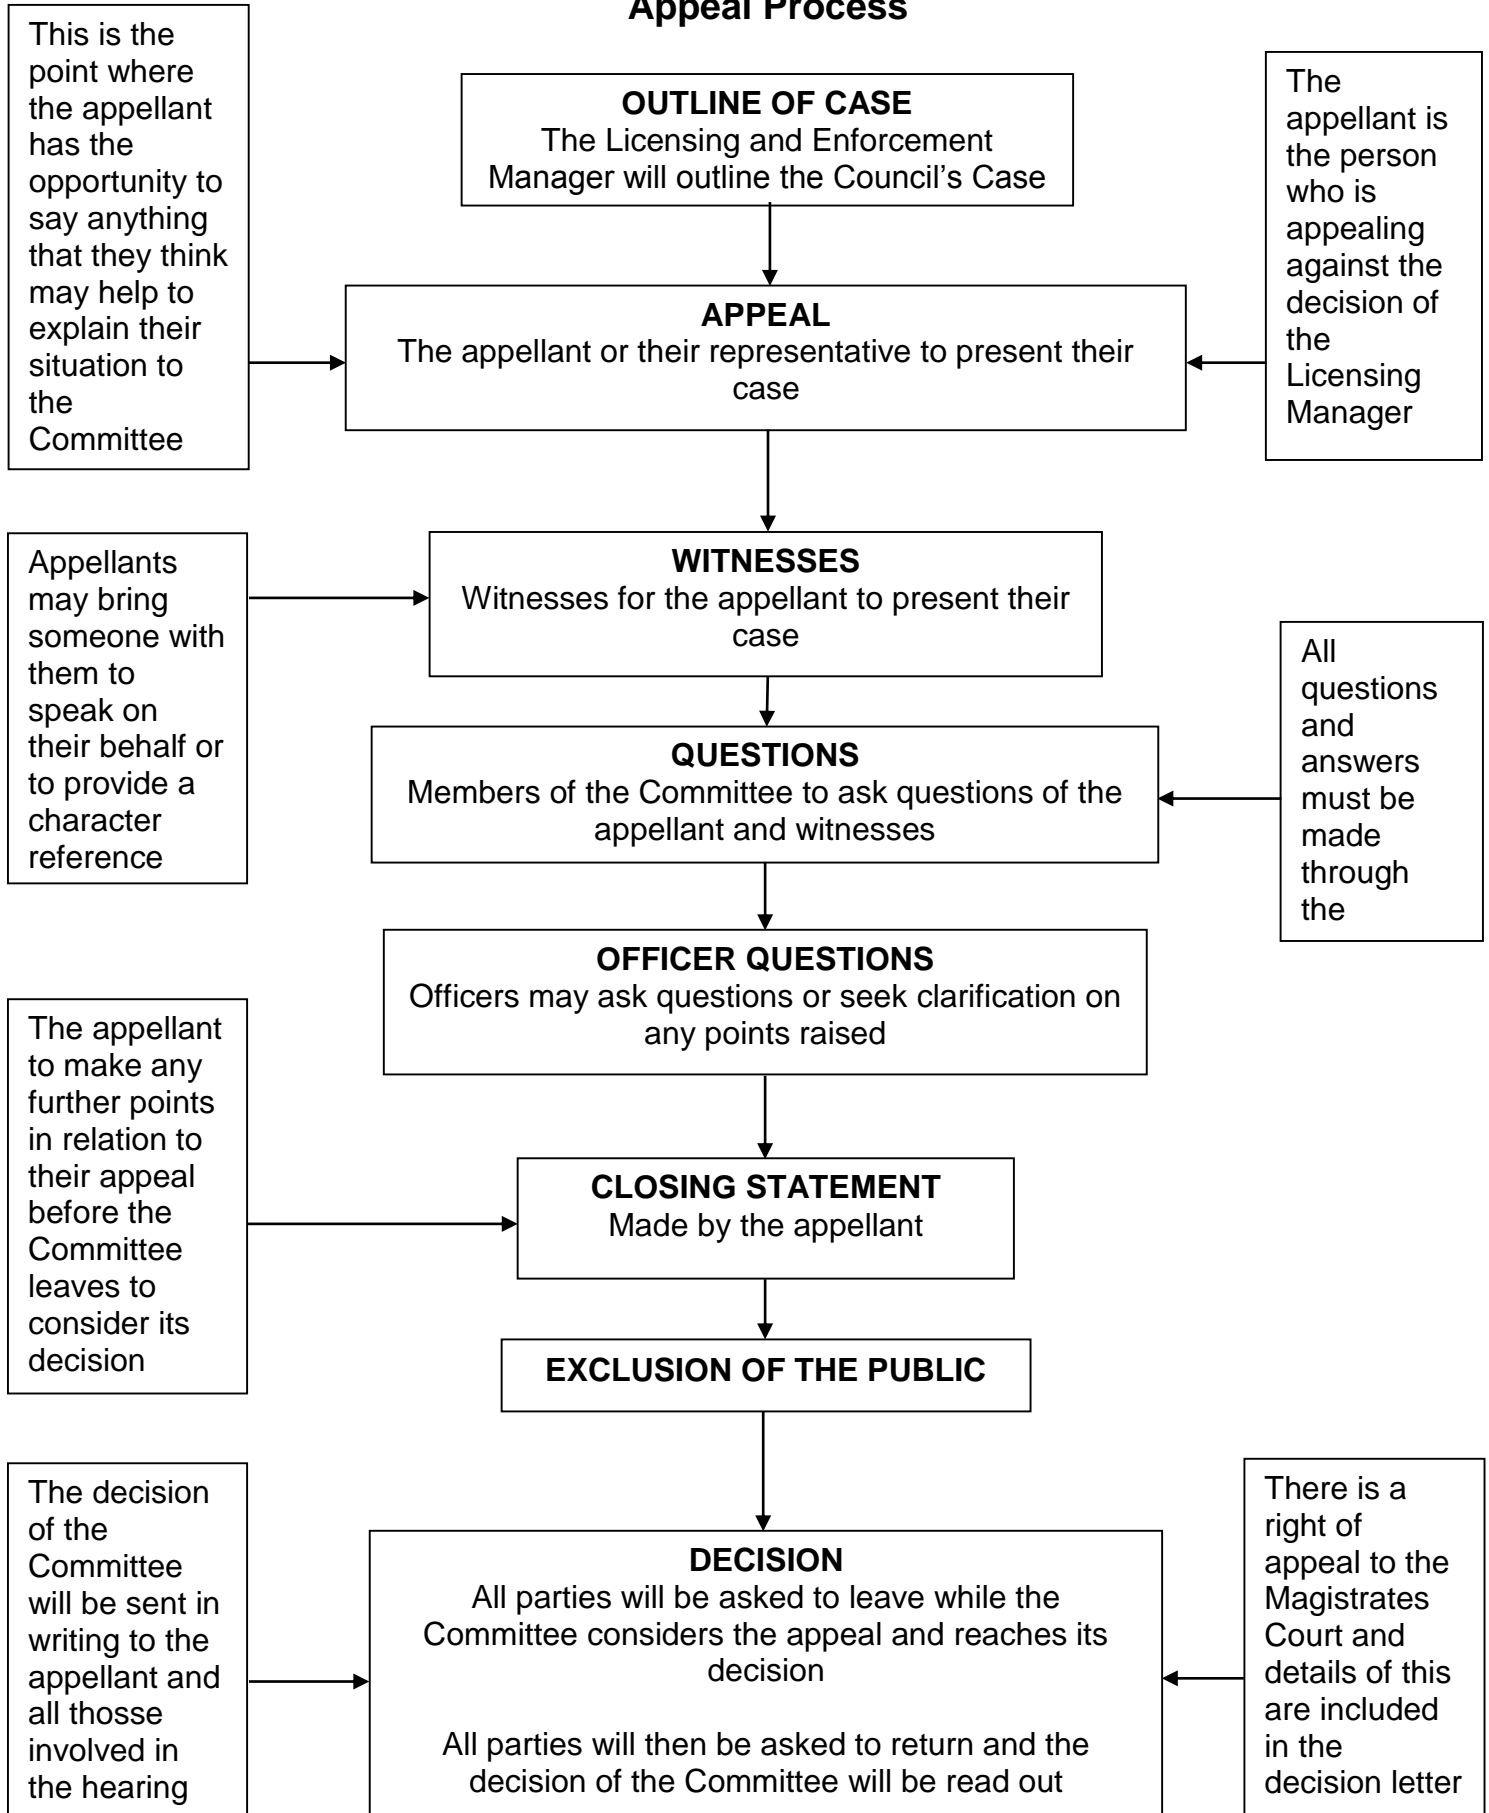 Appeal Process
This is the
point where
the appellant
has the
opportunity to
say anything
that they think
may help to
explain their
situation to
the
Committee
OUTLINE OF CASE
The Licensing and Enforcement
Manager will outline the Council’s Case
The
appellant is
the person
who is
appealing
against the
decision of
the
Licensing
Manager
APPEAL
The appellant or their representative to present their
case
Appellants
may bring
someone with
them to
speak on
their behalf or
to provide a
character
reference
WITNESSES
Witnesses for the appellant to present their
case
All
questions
and
answers
must be
made
through
the
QUESTIONS
Members of the Committee to ask questions of the
appellant and witnesses
OFFICER QUESTIONS
Officers may ask questions or seek clarification on
any points raised
The appellant
to make any
further points
in relation to
their appeal
before the
Committee
leaves to
consider its
decision
CLOSING STATEMENT
Made by the appellant
EXCLUSION OF THE PUBLIC
The decision
of the
Committee
will be sent in
writing to the
appellant and
all thosse
involved in
the hearing
DECISION
All parties will be asked to leave while the
Committee considers the appeal and reaches its
decision
All parties will then be asked to return and the
decision of the Committee will be read out
There is a
right of
appeal to the
Magistrates
Court and
details of this
are included
in the
decision letter